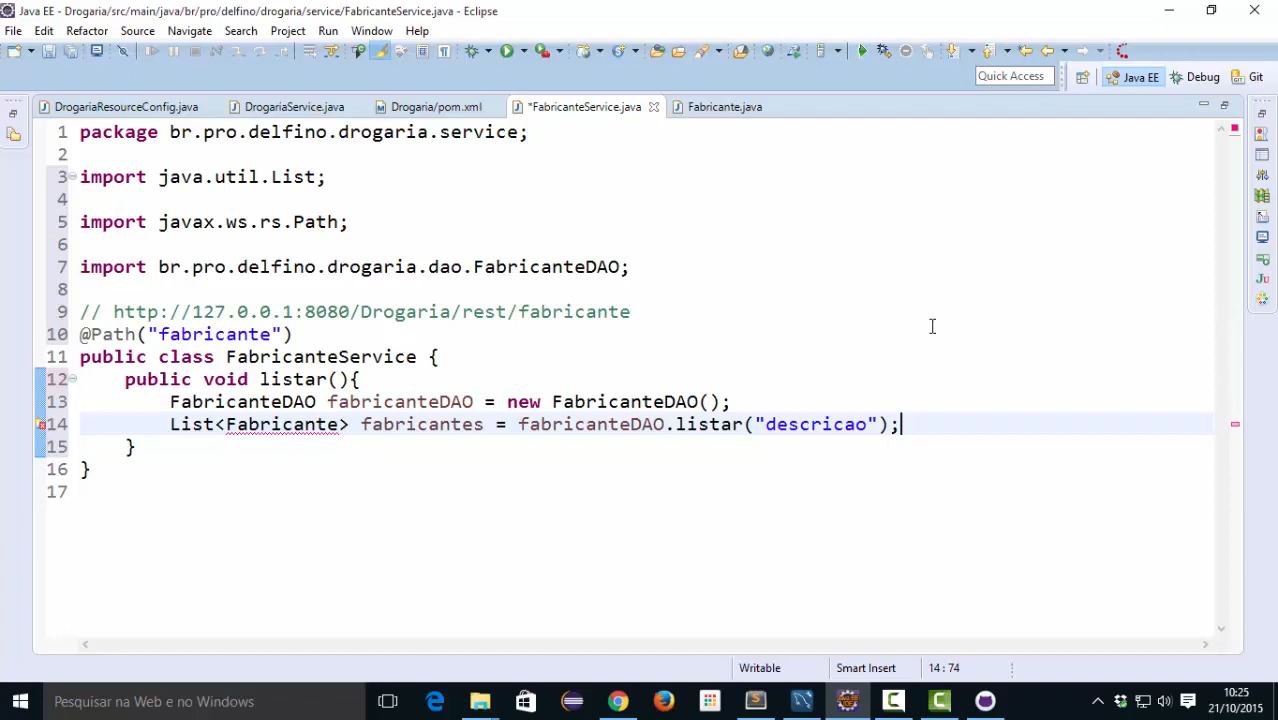 Java EE - Drogaria/src/main/java/br/pro/delfino/drogaria/service/FabricanteService.java - Eclipse
File Edit Refactor Source Navigate Search Project Run Window Help
Quick Access Java EE Debug Git
DrogariaResourceConfig.java DrogariaService.java Drogaria/pom.xml *FabricanteService.java Fabricante.java
1 package br.pro.delfino.drogaria.service;
2
3 import java.util.List;
4
5 import javax.ws.rs.Path;
6
7 import br.pro.delfino.drogaria.dao.FabricanteDAO;
8
9 // http://127.0.0.1:8080/Drogaria/rest/fabricante
10 @Path("fabricante")
11 public class FabricanteService {
12 public void listar(){
13 FabricanteDAO fabricanteDAO = new FabricanteDAO();
14 List<Fabricante> fabricantes = fabricanteDAO.listar("descricao");
15 }
16 }
17
Writable Smart Insert 14 : 74
Pesquisar na Web e no Windows
10:25
21/10/2015